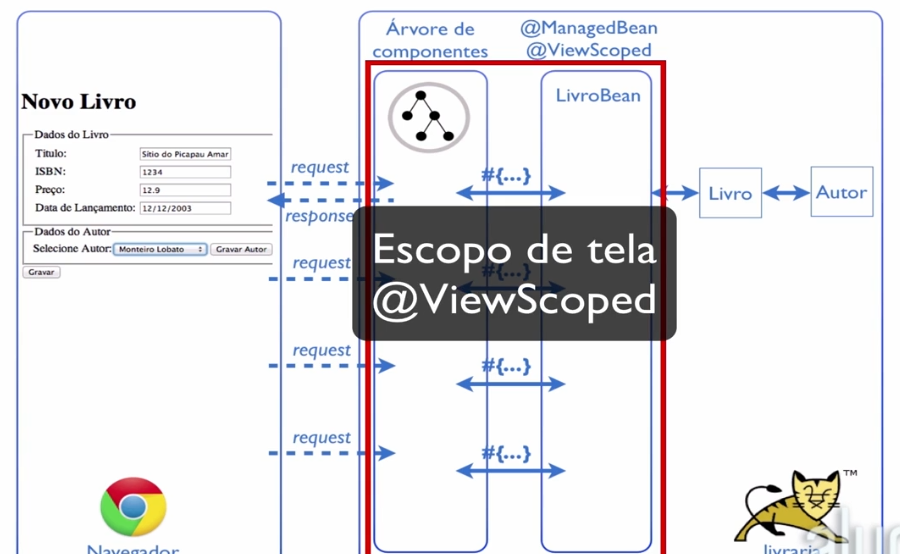 Árvore de
componentes
@ManagedBean
@ViewScoped
LivroBean
Novo Livro
Dados do Livro
Título:
Sítio do Picapau Amar
ISBN:
1234
Preço:
12.9
Data de Lançamento:
12/12/2003
Dados do Autor
Selecione Autor:
Monteiro Lobato
Gravar Autor
Gravar
request
response
request
request
request
#{...}
#{...}
#{...}
#{...}
Livro
Autor
Escopo de tela
@ViewScoped
Navegador
TM
livraria